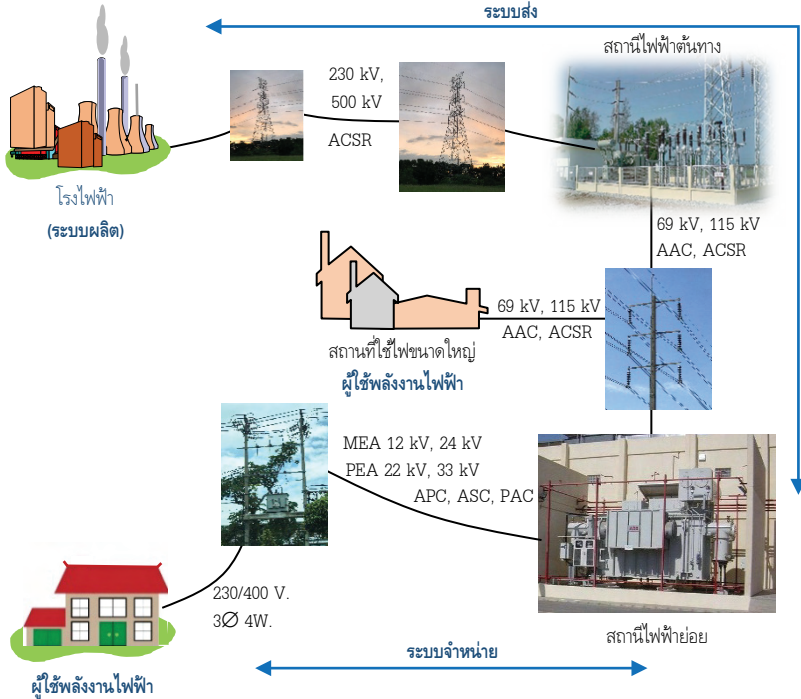 ระบบส่ง
สถานีไฟฟ้าต้นทาง
230 kV,
500 kV
ACSR
โรงไฟฟ้า
(ระบบผลิต)
69 kV, 115 kV
AAC, ACSR
69 kV, 115 kV
AAC, ACSR
สถานที่ใช้ไฟขนาดใหญ่
ผู้ใช้พลังงานไฟฟ้า
MEA 12 kV, 24 kV
PEA 22 kV, 33 kV
APC, ASC, PAC
230/400 V.
3Ø 4W.
สถานีไฟฟ้าย่อย
ระบบจำหน่าย
ผู้ใช้พลังงานไฟฟ้า